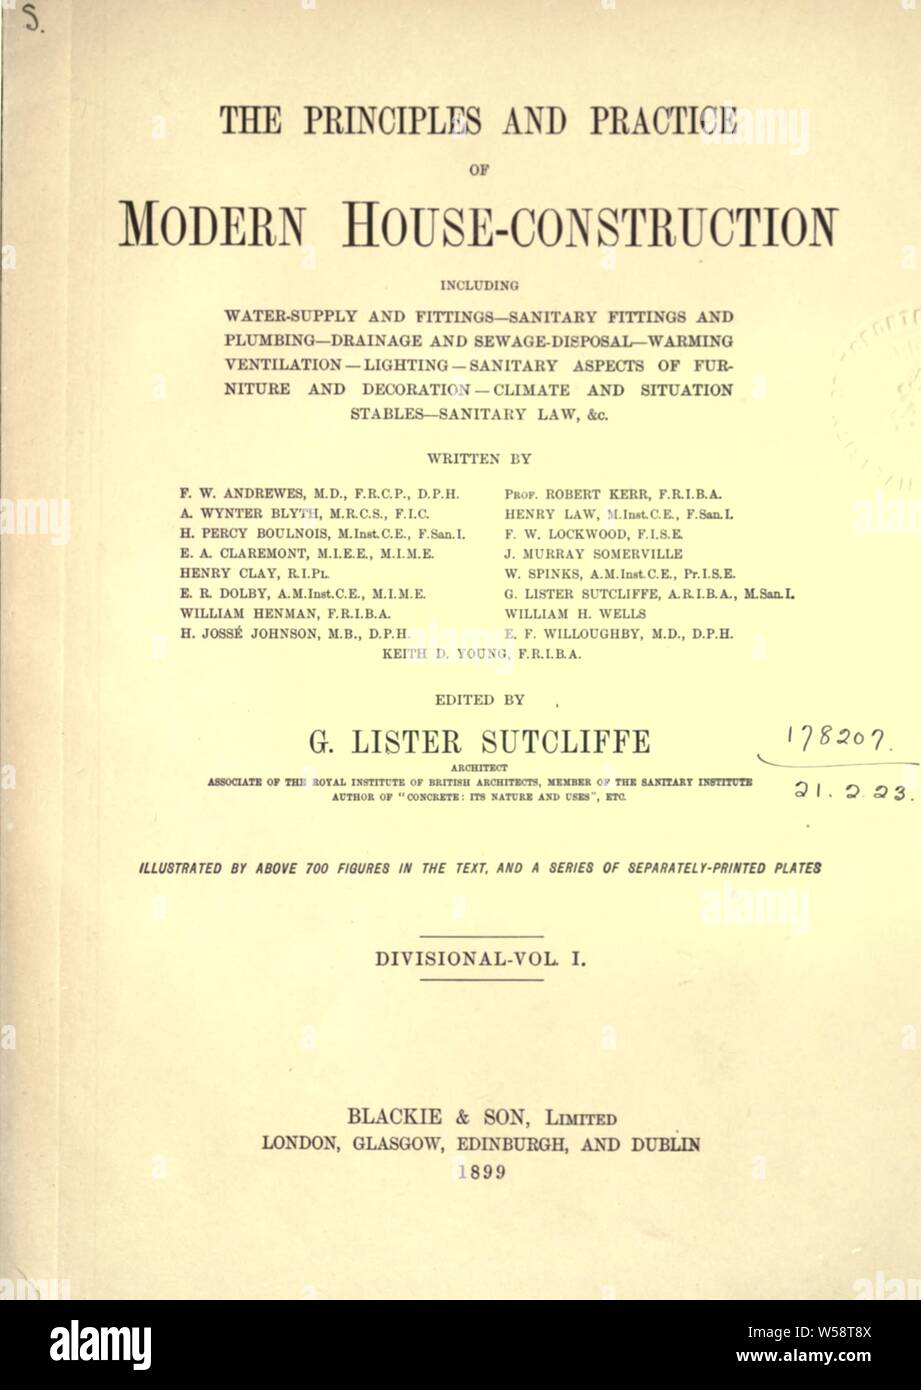 S.
THE PRINCIPLES AND PRACTICE
OF
MODERN HOUSE-CONSTRUCTION
INCLUDING
WATER-SUPPLY AND FITTINGS—SANITARY FITTINGS AND
PLUMBING—DRAINAGE AND SEWAGE-DISPOSAL—WARMING
VENTILATION—LIGHTING—SANITARY ASPECTS OF FUR-
NITURE AND DECORATION—CLIMATE AND SITUATION
STABLES—SANITARY LAW, &c.
WRITTEN BY
F. W. ANDREWES, M.D., F.R.C.P., D.P.H.
A. WYNTER BLYTH, M.R.C.S., F.I.C.
H. PERCY BOULNOIS, M.Inst.C.E., F.San.I.
E. A. CLAREMONT, M.I.E.E., M.I.M.E.
HENRY CLAY, R.I.Pl.
E. R. DOLBY, A.M.Inst.C.E., M.I.M.E.
WILLIAM HENMAN, F.R.I.B.A.
H. JOSSÉ JOHNSON, M.B., D.P.H.
PROF. ROBERT KERR, F.R.I.B.A.
HENRY LAW, M.Inst.C.E., F.San.I.
F. W. LOCKWOOD, F.I.S.E.
J. MURRAY SOMERVILLE
W. SPINKS, A.M.Inst.C.E., Pr.I.S.E.
G. LISTER SUTCLIFFE, A.R.I.B.A., M.San.I.
WILLIAM H. WELLS
E. F. WILLOUGHBY, M.D., D.P.H.
KEITH D. YOUNG, F.R.I.B.A.
EDITED BY
G. LISTER SUTCLIFFE
ARCHITECT
ASSOCIATE OF THE ROYAL INSTITUTE OF BRITISH ARCHITECTS, MEMBER OF THE SANITARY INSTITUTE
AUTHOR OF "CONCRETE: ITS NATURE AND USES", ETC.
178207.
21.2.23.
ILLUSTRATED BY ABOVE 700 FIGURES IN THE TEXT, AND A SERIES OF SEPARATELY-PRINTED PLATES
DIVISIONAL-VOL. I.
BLACKIE & SON, LIMITED
LONDON, GLASGOW, EDINBURGH, AND DUBLIN
1899
alamy
Image ID: W58T8X
www.alamy.com